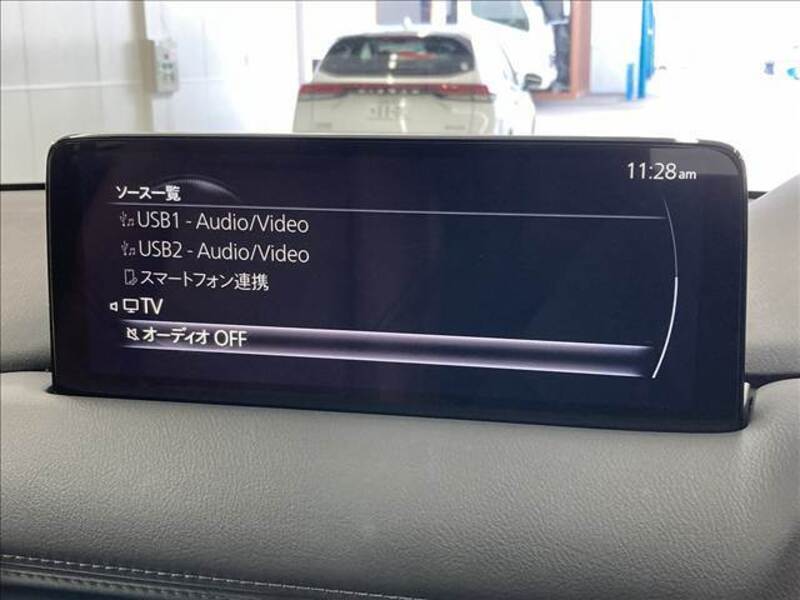 NISSAN
11:28am
ソース一覧
USB1 - Audio/Video
USB2 - Audio/Video
スマートフォン連携
TV
オーディオ OFF